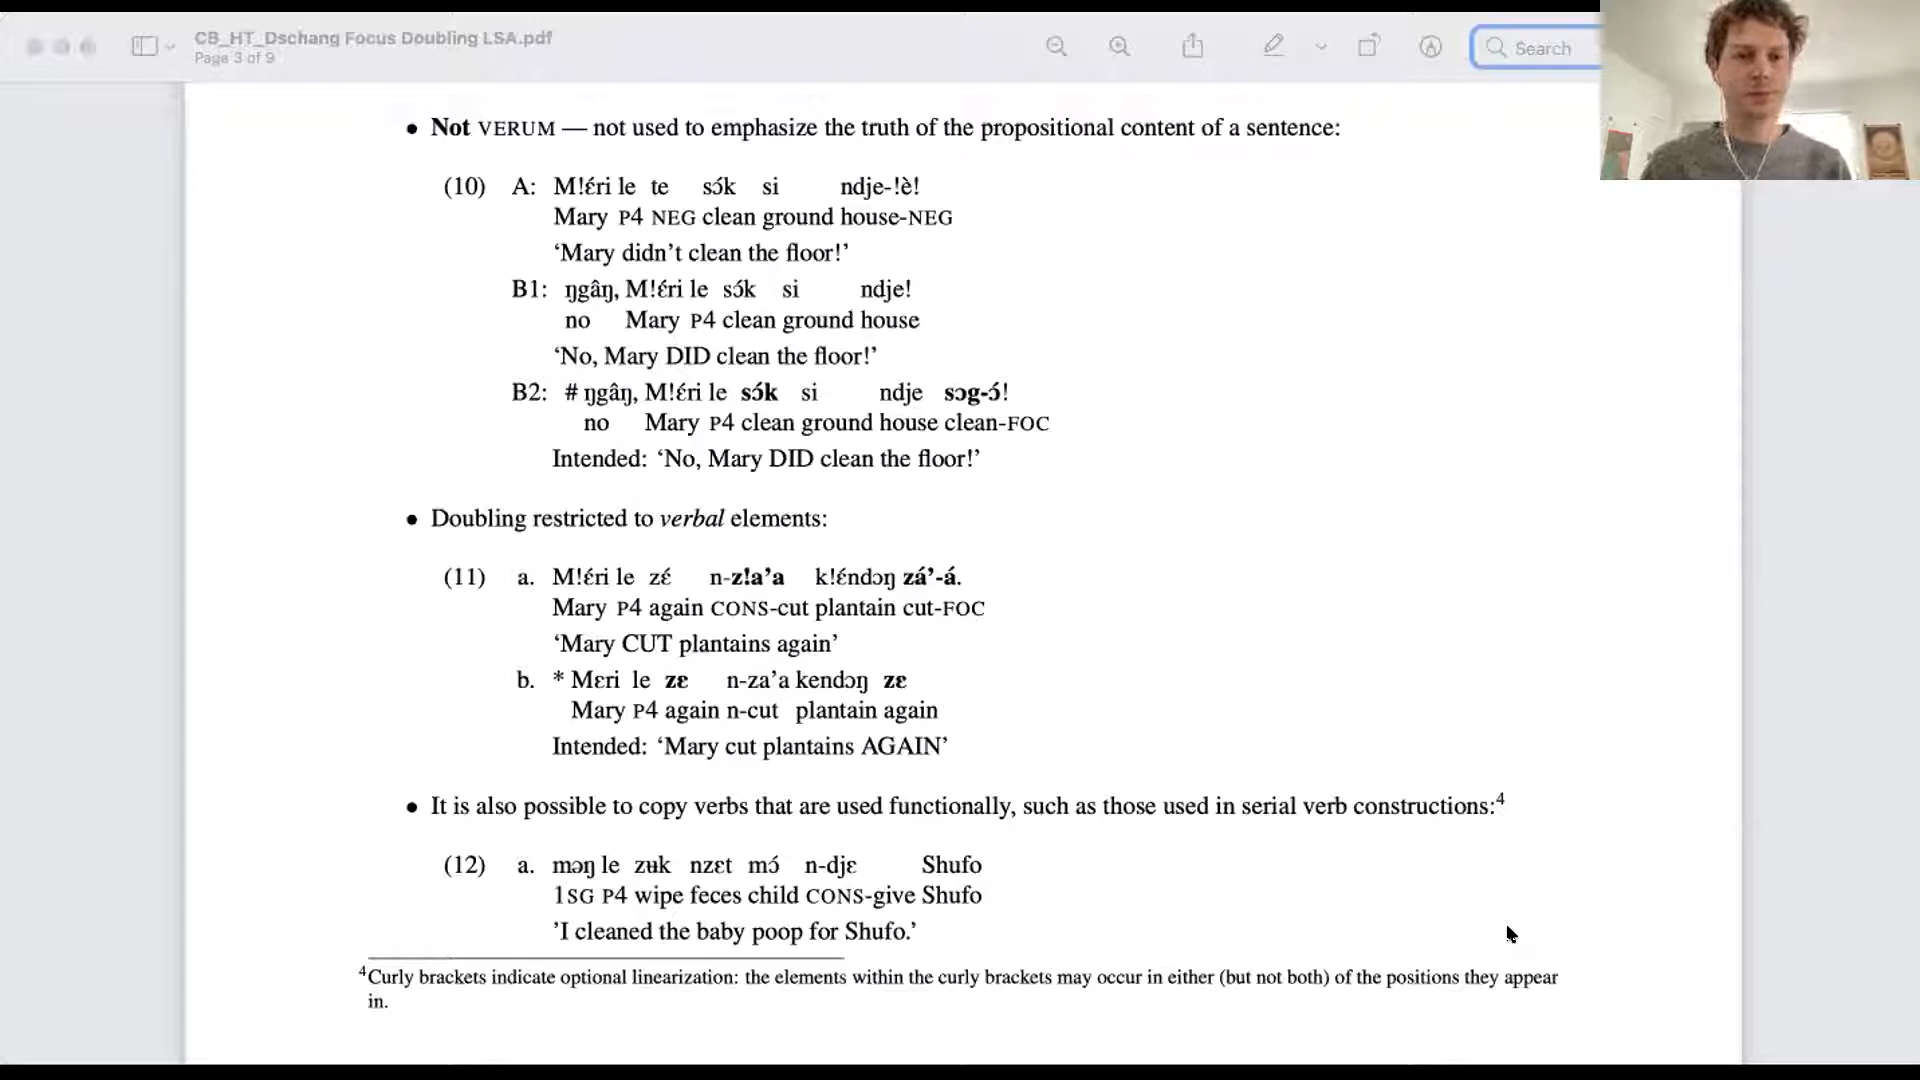 CB_HT_Dschang Focus Doubling LSA.pdf
Page 3 of 9
Search
• Not VERUM — not used to emphasize the truth of the propositional content of a sentence:
(10) A: M!ɛ́ri le te sɔ́k si ndje-!è!
Mary P4 NEG clean ground house-NEG
‘Mary didn’t clean the floor!’
B1: ŋgâŋ, M!ɛ́ri le sɔ́k si ndje!
no Mary P4 clean ground house
‘No, Mary DID clean the floor!’
B2: # ŋgâŋ, M!ɛ́ri le sɔ́k si ndje sɔg-ɔ́!
no Mary P4 clean ground house clean-FOC
Intended: ‘No, Mary DID clean the floor!’
• Doubling restricted to verbal elements:
(11) a. M!ɛ́ri le zé n-z!a’a k!ɛ́ndɔŋ zá’-á.
Mary P4 again CONS-cut plantain cut-FOC
‘Mary CUT plantains again’
b. * Mɛri le zɛ n-za’a kendɔŋ zɛ
Mary P4 again n-cut plantain again
Intended: ‘Mary cut plantains AGAIN’
• It is also possible to copy verbs that are used functionally, such as those used in serial verb constructions:⁴
(12) a. məŋ le zʉk nzɛt mɔ́ n-djɛ Shufo
1SG P4 wipe feces child CONS-give Shufo
’I cleaned the baby poop for Shufo.’
⁴Curly brackets indicate optional linearization: the elements within the curly brackets may occur in either (but not both) of the positions they appear
in.